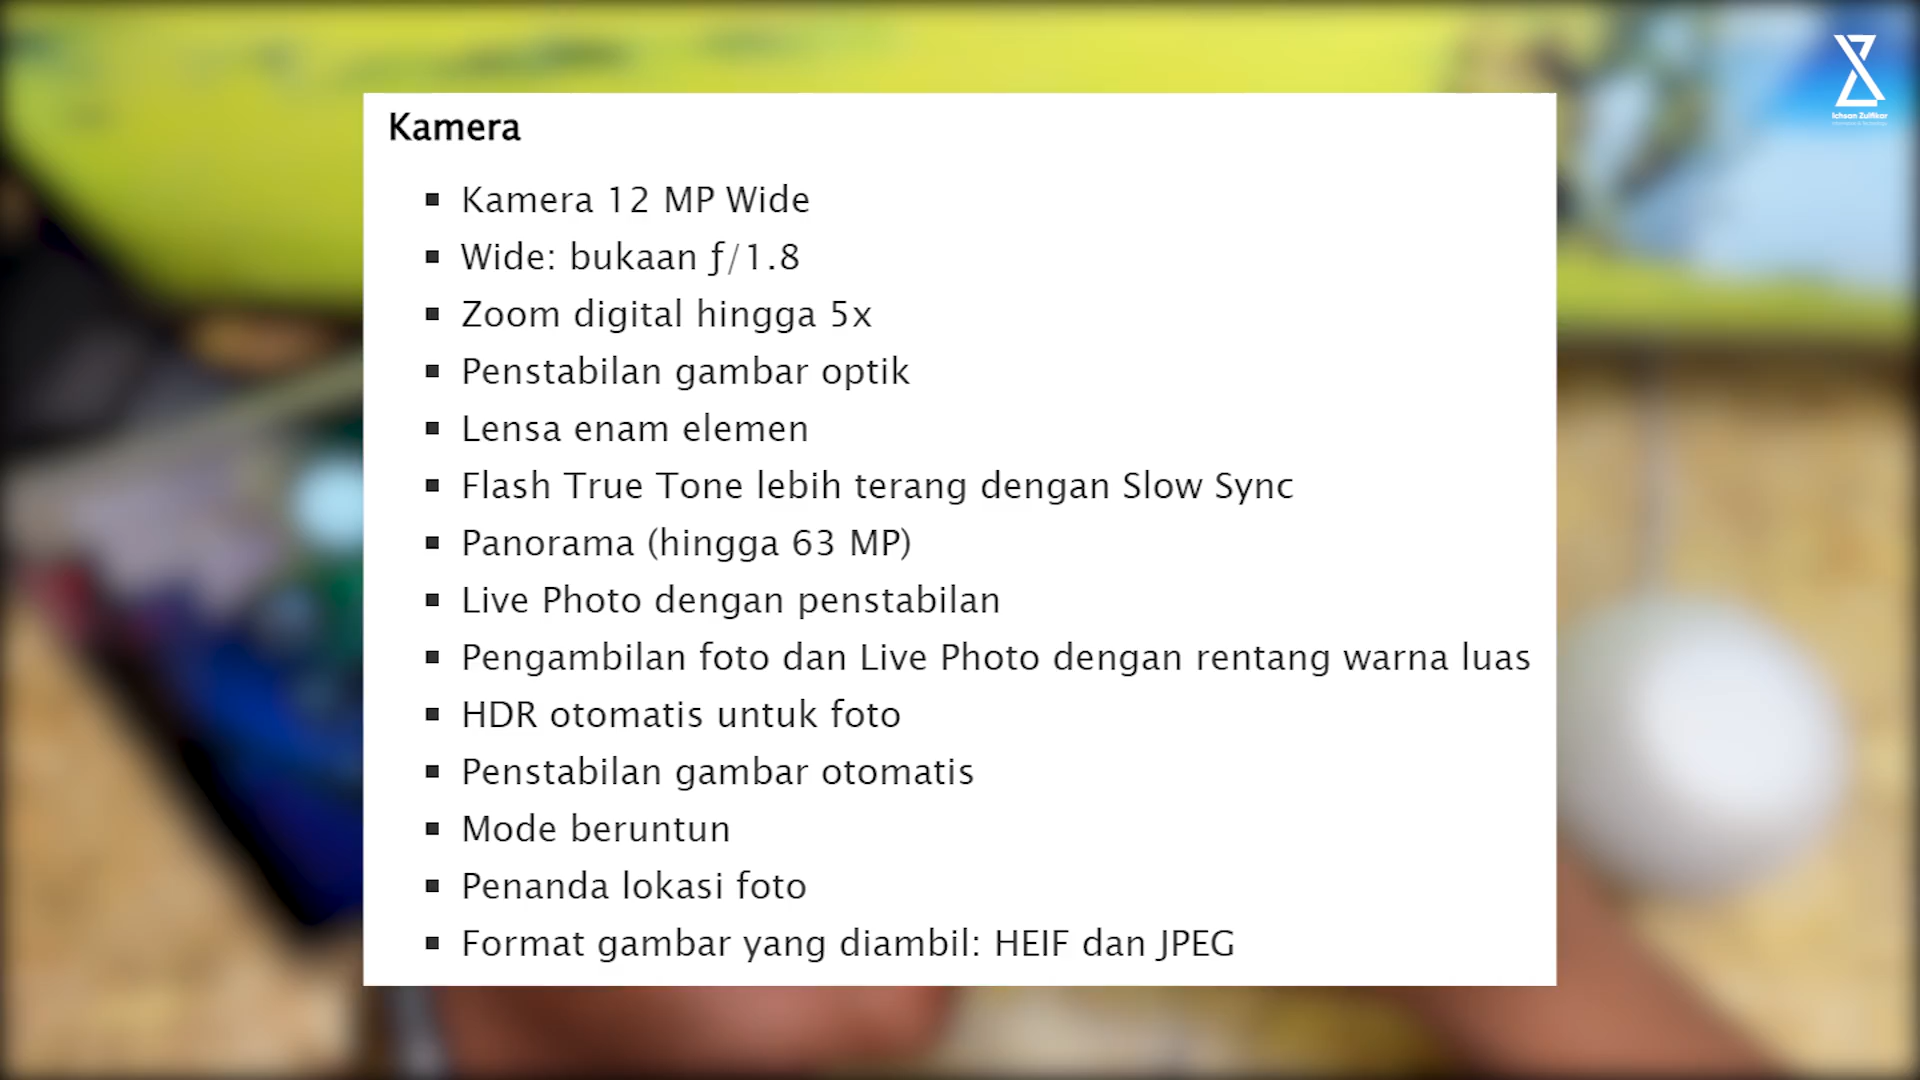 Kamera
Kamera 12 MP Wide
Wide: bukaan ƒ/1.8
Zoom digital hingga 5x
Penstabilan gambar optik
Lensa enam elemen
Flash True Tone lebih terang dengan Slow Sync
Panorama (hingga 63 MP)
Live Photo dengan penstabilan
Pengambilan foto dan Live Photo dengan rentang warna luas
HDR otomatis untuk foto
Penstabilan gambar otomatis
Mode beruntun
Penanda lokasi foto
Format gambar yang diambil: HEIF dan JPEG
Ichsan Zulfikar